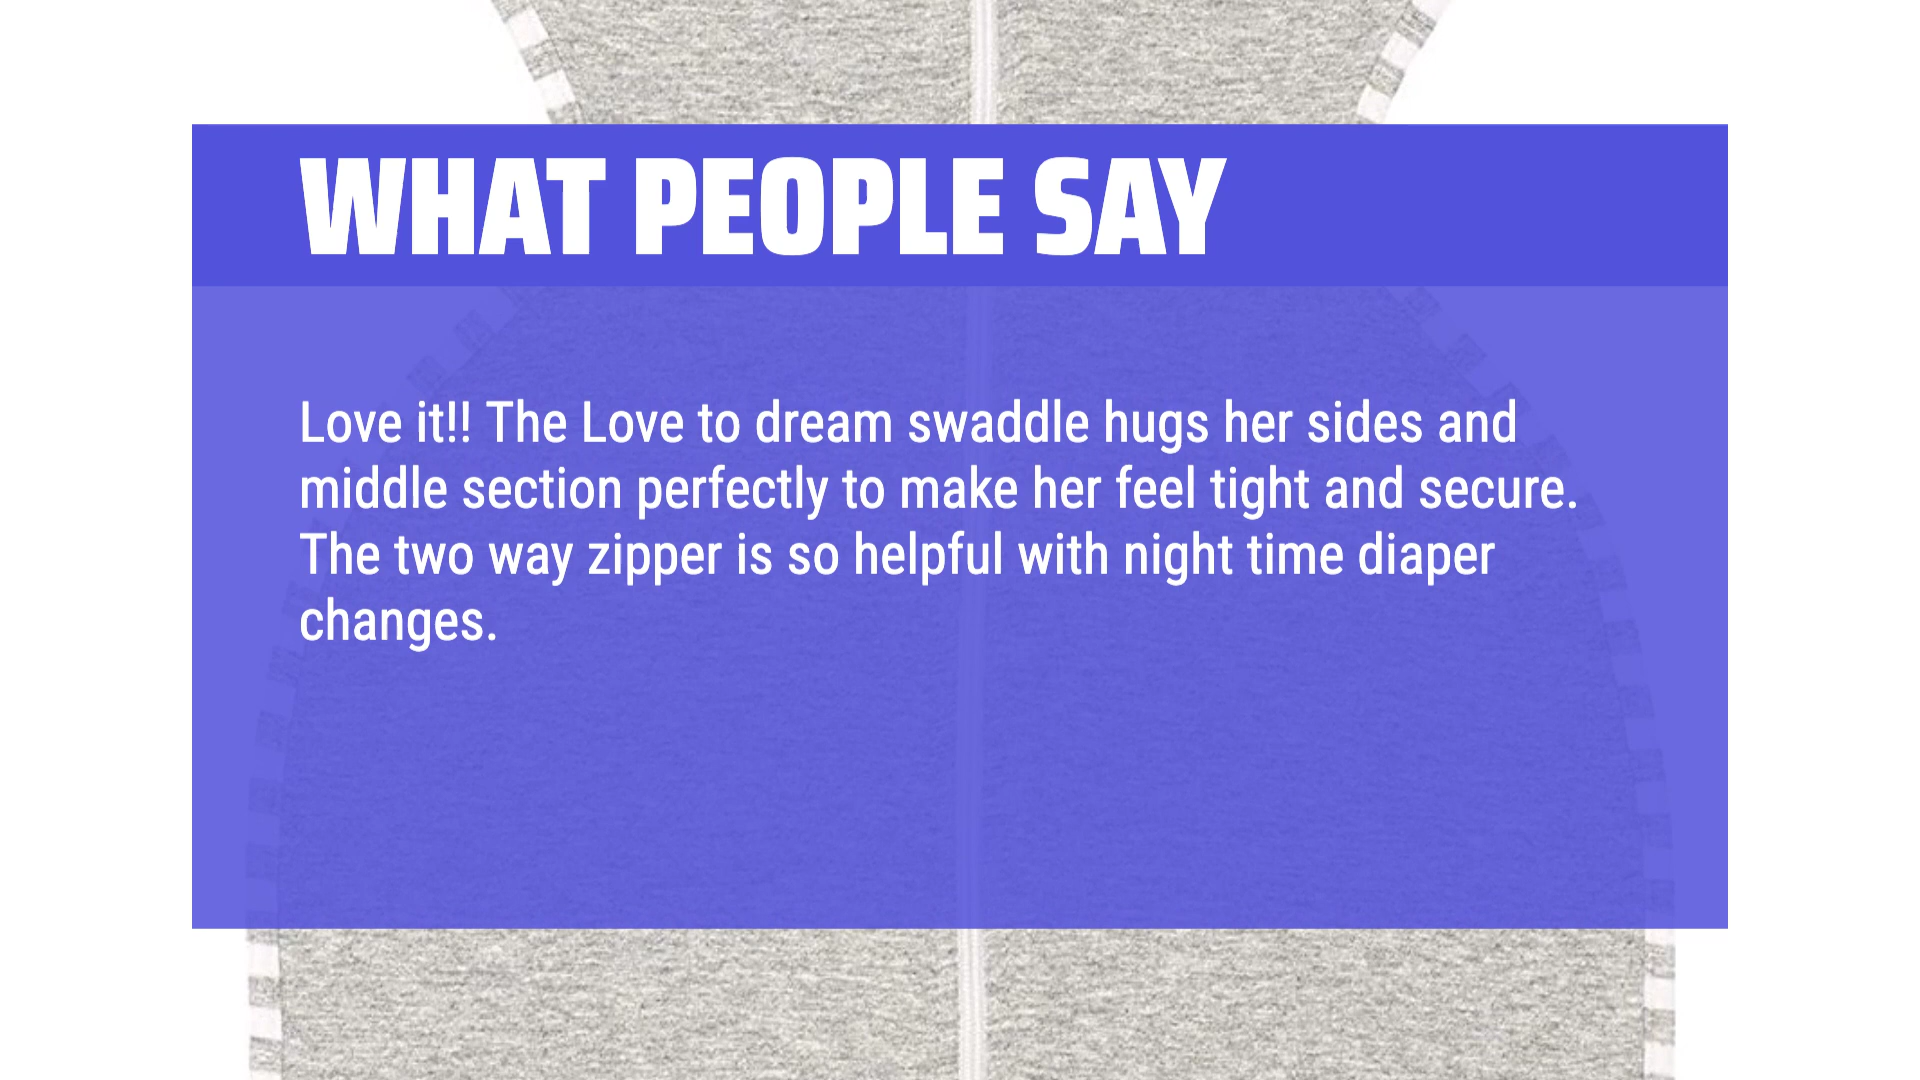 WHAT PEOPLE SAY
Love it!! The Love to dream swaddle hugs her sides and
middle section perfectly to make her feel tight and secure.
The two way zipper is so helpful with night time diaper
changes.